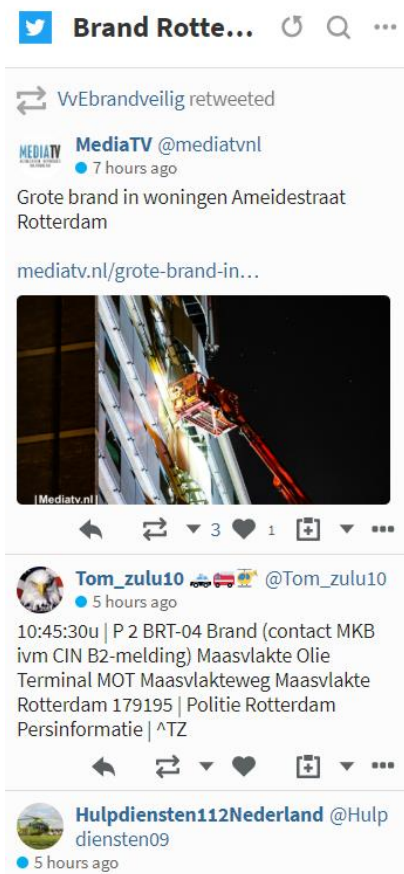 Brand Rotte...
VvEbrandveilig retweeted
MEDIATV
MediaTV @mediatvnl
7 hours ago
Grote brand in woningen Ameidestraat
Rotterdam
mediatv.nl/grote-brand-in...
|Mediatv.nl|
3 1
Tom_zulu10 @Tom_zulu10
5 hours ago
10:45:30u | P 2 BRT-04 Brand (contact MKB
ivm CIN B2-melding) Maasvlakte Olie
Terminal MOT Maasvlakteweg Maasvlakte
Rotterdam 179195 | Politie Rotterdam
Persinformatie | ^TZ
Hulpdiensten112Nederland @Hulp
diensten09
5 hours ago